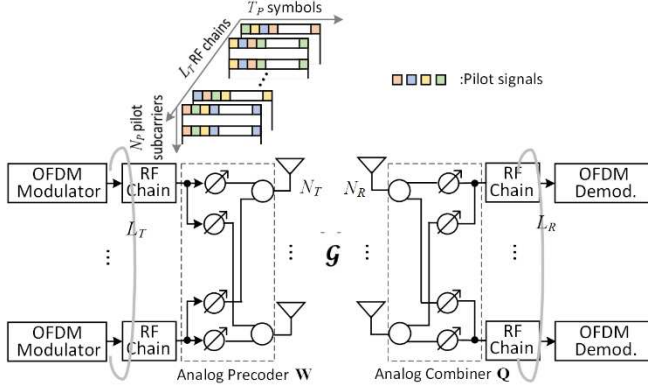 T_P symbols
L_T RF chains
N_P pilot
subcarriers
:Pilot signals
OFDM
Modulator
RF
Chain
N_T
N_R
RF
Chain
OFDM
Demod.
L_T
L_R
...
...
𝓖
...
...
OFDM
Modulator
RF
Chain
RF
Chain
OFDM
Demod.
Analog Precoder W
Analog Combiner Q